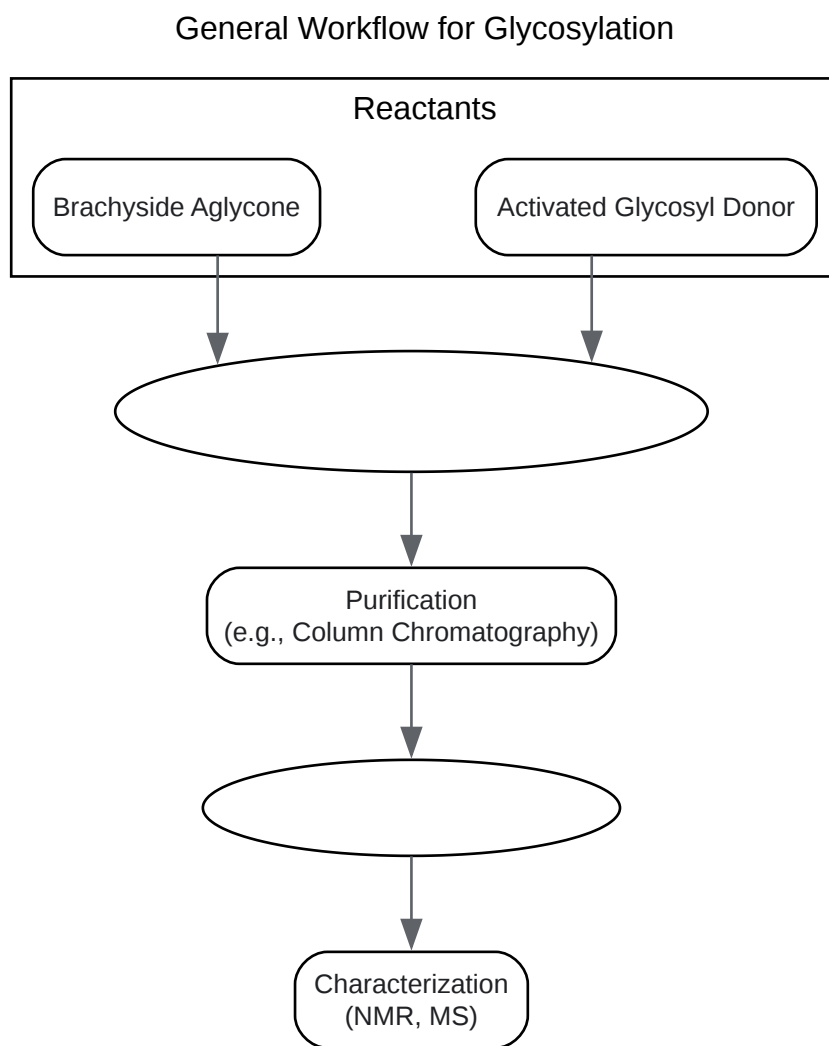 General Workflow for Glycosylation
Reactants
Brachyside Aglycone
Activated Glycosyl Donor
Purification
(e.g., Column Chromatography)
Characterization
(NMR, MS)